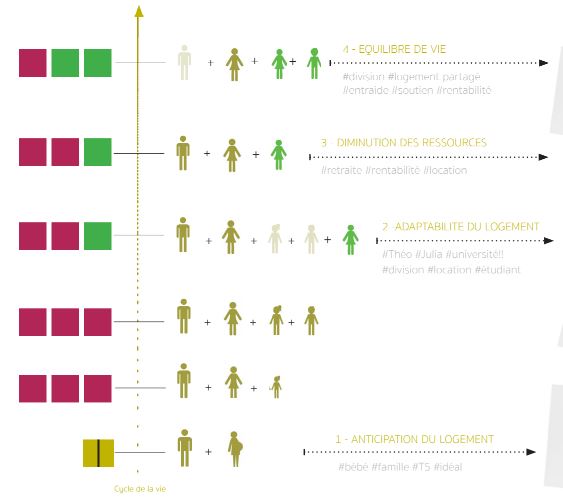 4 - EQUILIBRE DE VIE
#division #logement partagé
#entraide #soutien #rentabilité
3 - DIMINUTION DES RESSOURCES
#retraite #rentabilité #location
2 - ADAPTABILITE DU LOGEMENT
#Théo #Julia #université!!
#division #location #étudiant
1 - ANTICIPATION DU LOGEMENT
#bébé #famille #T5 #idéal
Cycle de la vie